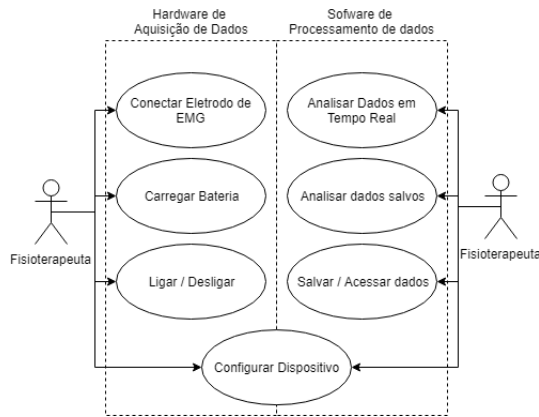 Hardware de
Aquisição de Dados
Sofware de
Processamento de dados
Conectar Eletrodo de
EMG
Analisar Dados em
Tempo Real
Carregar Bateria
Analisar dados salvos
Fisioterapeuta
Fisioterapeuta
Ligar / Desligar
Salvar / Acessar dados
Configurar Dispositivo